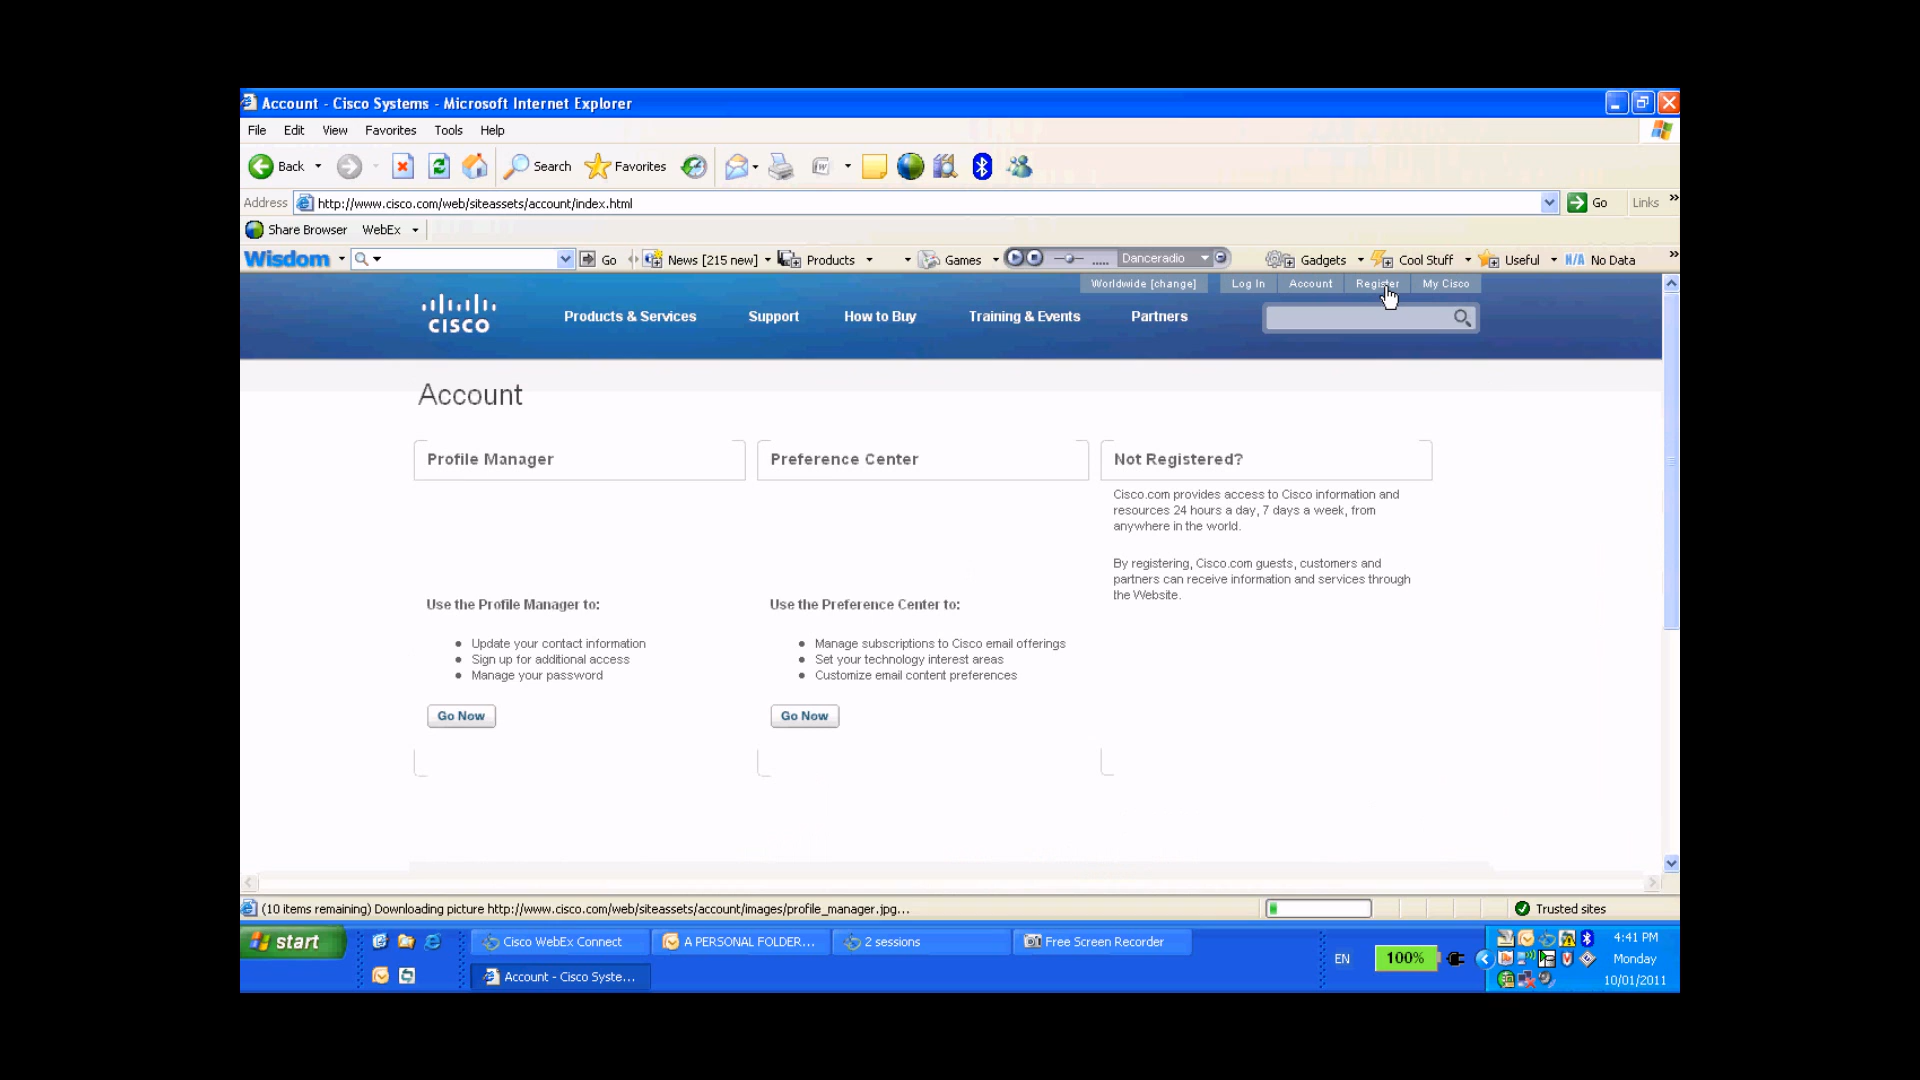 Account - Cisco Systems - Microsoft Internet Explorer
File Edit View Favorites Tools Help
Back Search Favorites
Address http://www.cisco.com/web/siteassets/account/index.html Go Links »
Share Browser WebEx
Wisdom Go News [215 new] Products Games Danceradio Gadgets Cool Stuff Useful N/A No Data »
Worldwide [change] Log In Account Register My Cisco
CISCO Products & Services Support How to Buy Training & Events Partners
Account
Profile Manager Preference Center Not Registered?
Cisco.com provides access to Cisco information and
resources 24 hours a day, 7 days a week, from
anywhere in the world.
By registering, Cisco.com guests, customers and
partners can receive information and services through
the Website.
Use the Profile Manager to: Use the Preference Center to:
• Update your contact information • Manage subscriptions to Cisco email offerings
• Sign up for additional access • Set your technology interest areas
• Manage your password • Customize email content preferences
Go Now Go Now
(10 items remaining) Downloading picture http://www.cisco.com/web/siteassets/account/images/profile_manager.jpg... Trusted sites
start Cisco WebEx Connect A PERSONAL FOLDER... 2 sessions Free Screen Recorder 4:41 PM
EN 100% Monday
Account - Cisco Syste... 10/01/2011